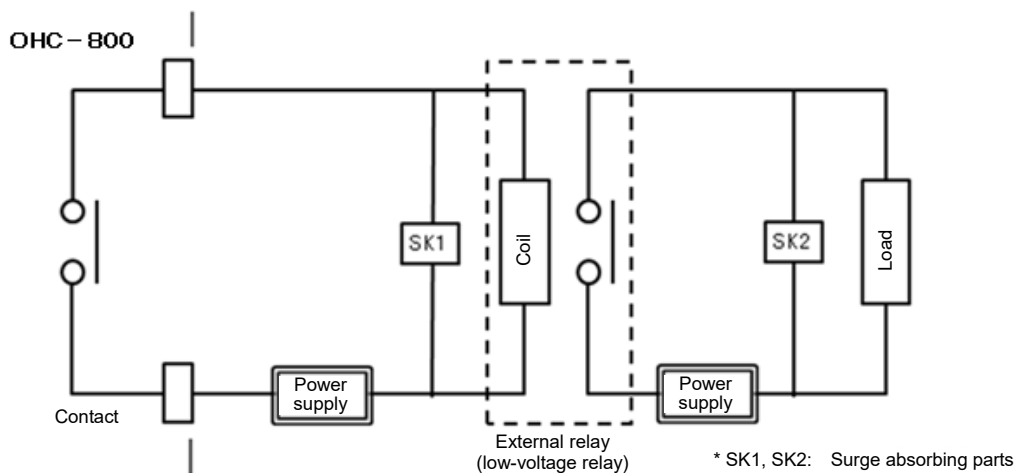 OHC-800
SK1
Coil
SK2
Load
Power
supply
Power
supply
Contact
External relay
(low-voltage relay)
* SK1, SK2: Surge absorbing parts